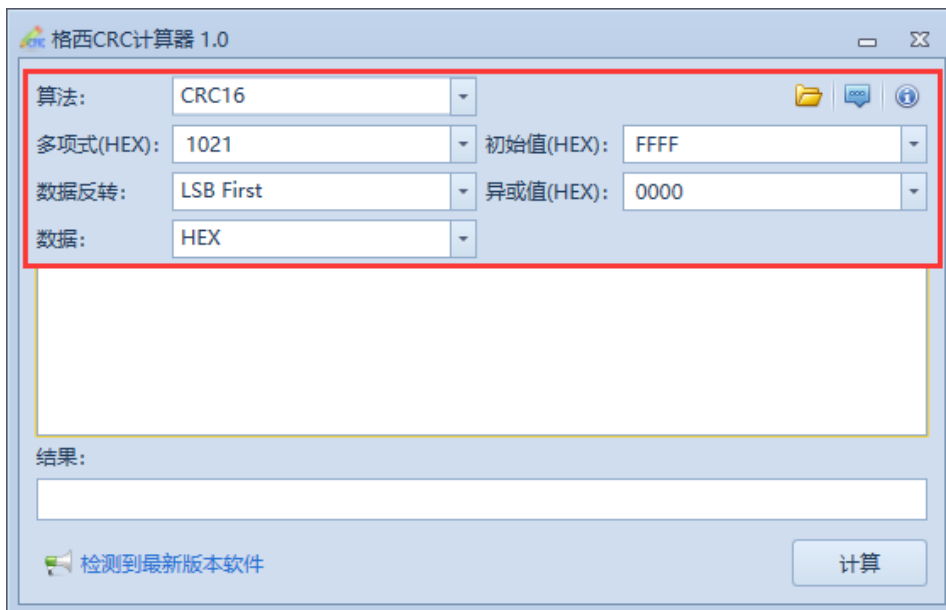 格西CRC计算器 1.0
算法: CRC16
多项式(HEX): 1021 初始值(HEX): FFFF
数据反转: LSB First 异或值(HEX): 0000
数据: HEX
结果:
检测到最新版本软件 计算